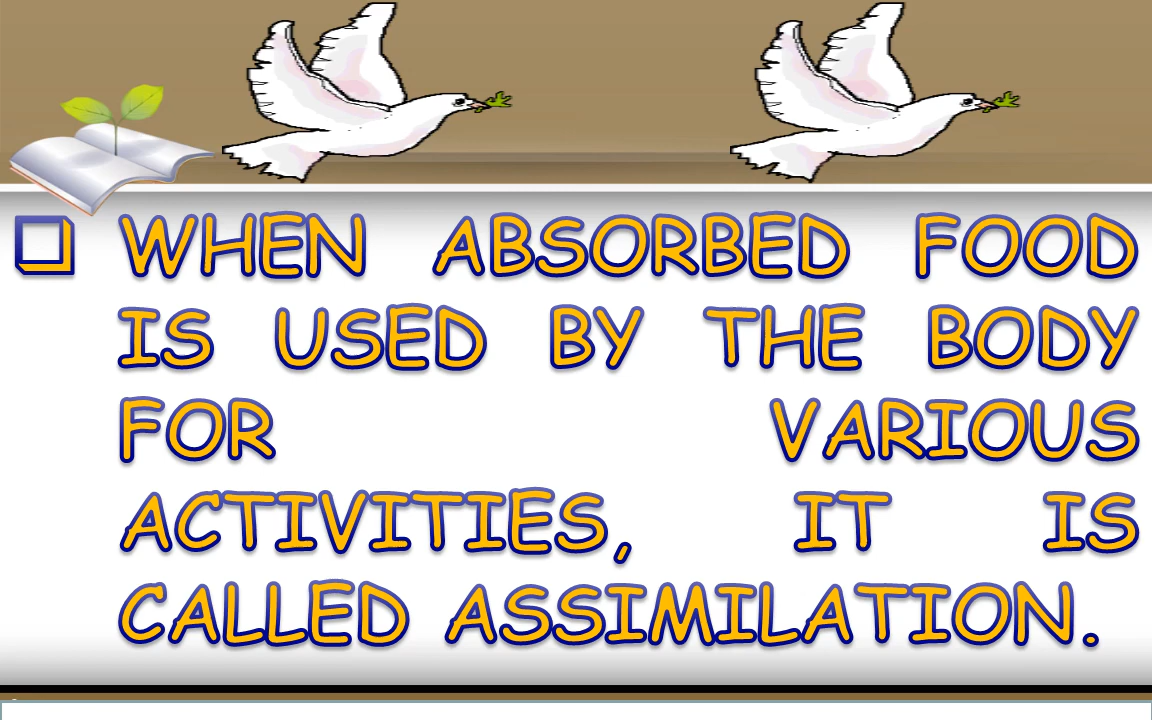 WHEN ABSORBED FOOD
IS USED BY THE BODY
FOR VARIOUS
ACTIVITIES, IT IS
CALLED ASSIMILATION.